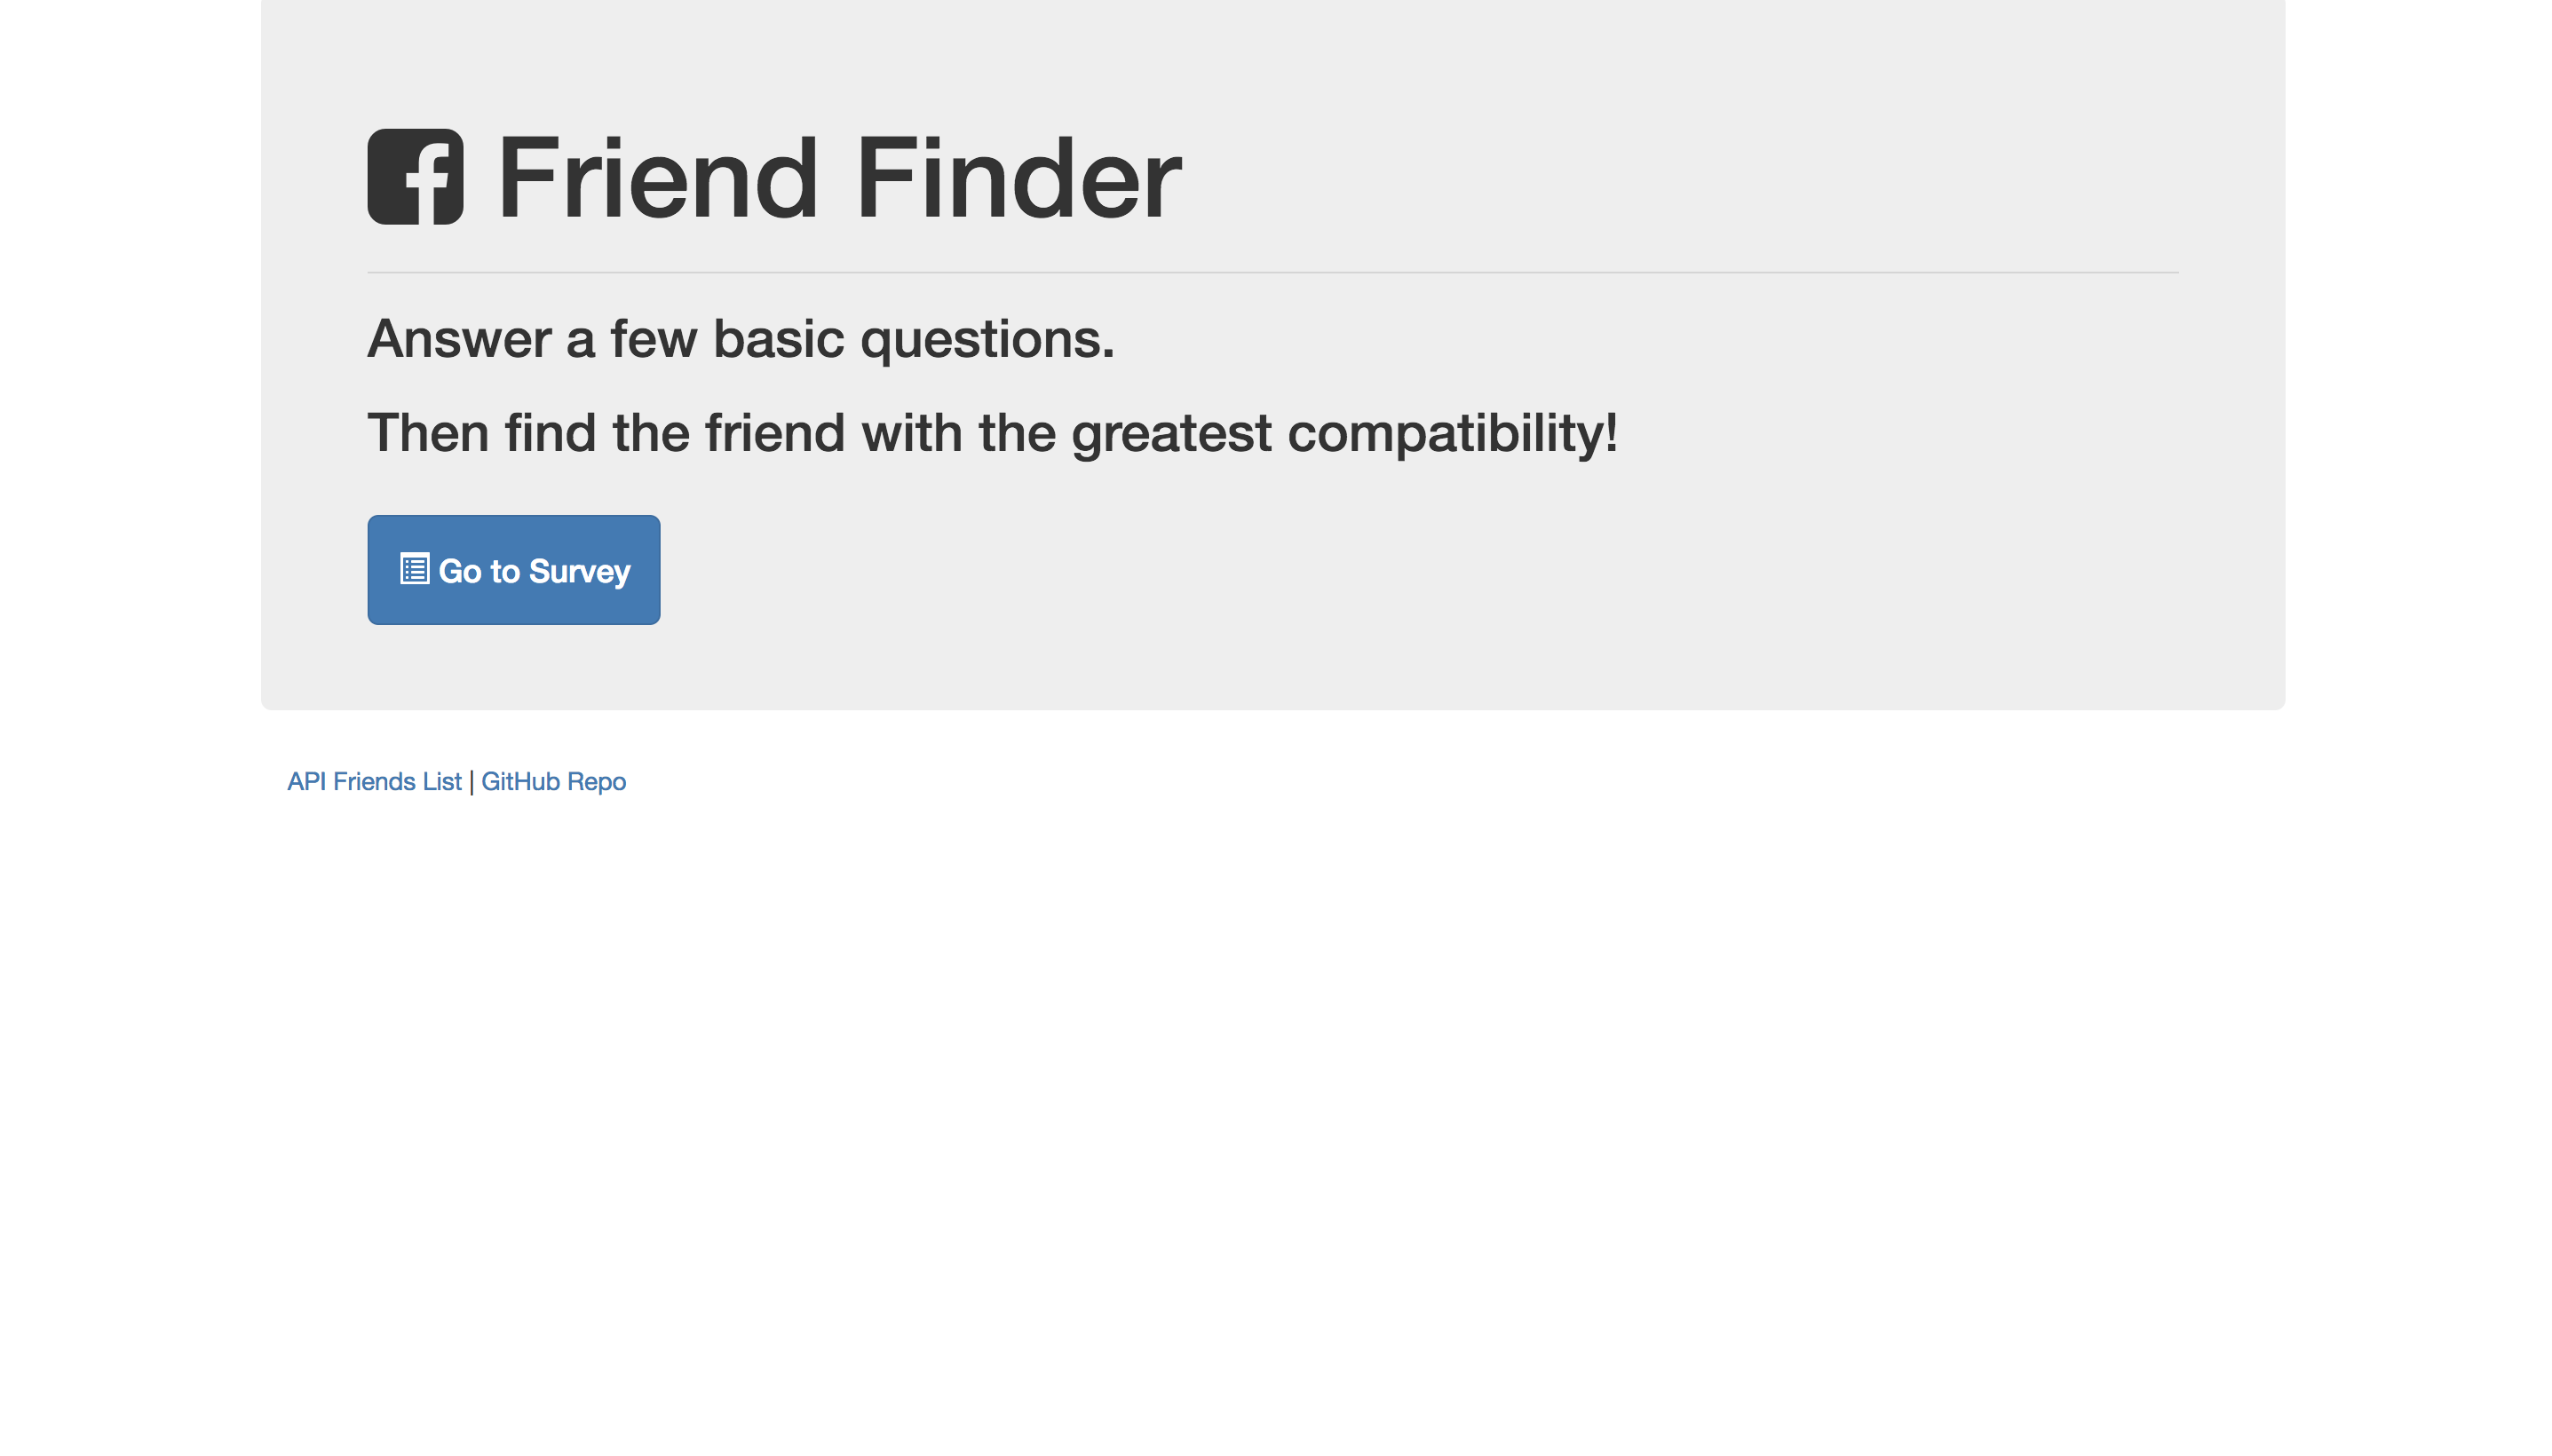 Friend Finder
Answer a few basic questions.
Then find the friend with the greatest compatibility!
Go to Survey
API Friends List | GitHub Repo